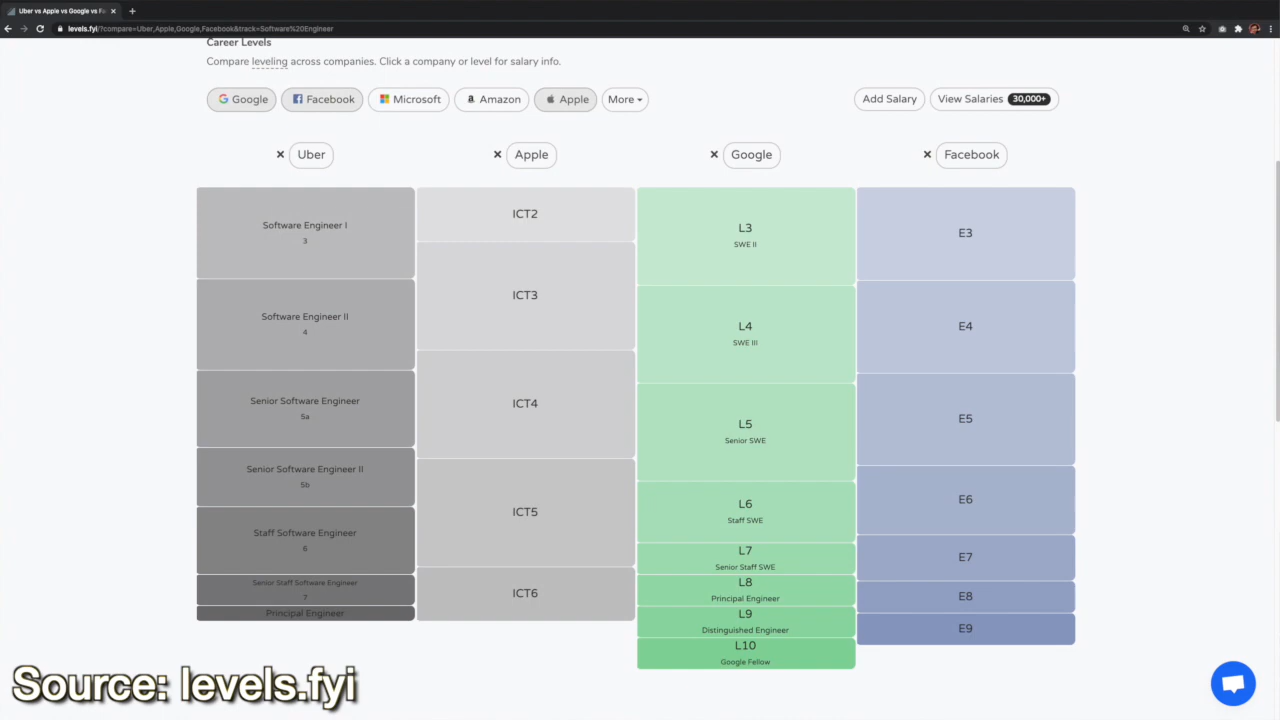 Uber vs Apple vs Google vs Fa
levels.fyi/?compare=Uber,Apple,Google,Facebook&track=Software%20Engineer
Career Levels
Compare leveling across companies. Click a company or level for salary info.
Google Facebook Microsoft Amazon Apple More Add Salary View Salaries 30,000+
× Uber × Apple × Google × Facebook
Software Engineer I
3
Software Engineer II
4
Senior Software Engineer
5a
Senior Software Engineer II
5b
Staff Software Engineer
6
Senior Staff Software Engineer
7
Principal Engineer
ICT2
ICT3
ICT4
ICT5
ICT6
L3
SWE II
L4
SWE III
L5
Senior SWE
L6
Staff SWE
L7
Senior Staff SWE
L8
Principal Engineer
L9
Distinguished Engineer
L10
Google Fellow
E3
E4
E5
E6
E7
E8
E9
Source: levels.fyi